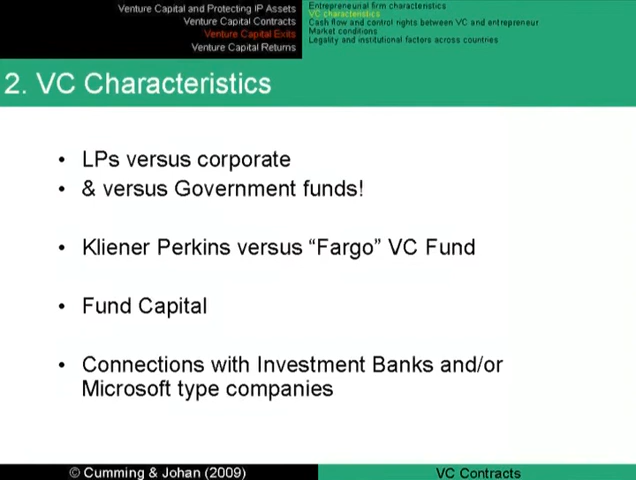 Venture Capital and Protecting IP Assets
Venture Capital Contracts
Venture Capital Exits
Venture Capital Returns
Entrepreneurial firm characteristics
VC characteristics
Cash flow and control rights between VC and entrepreneur
Market conditions
Legality and institutional factors across countries
2. VC Characteristics
• LPs versus corporate
• & versus Government funds!
• Kliener Perkins versus “Fargo” VC Fund
• Fund Capital
• Connections with Investment Banks and/or
Microsoft type companies
© Cumming & Johan (2009)
VC Contracts